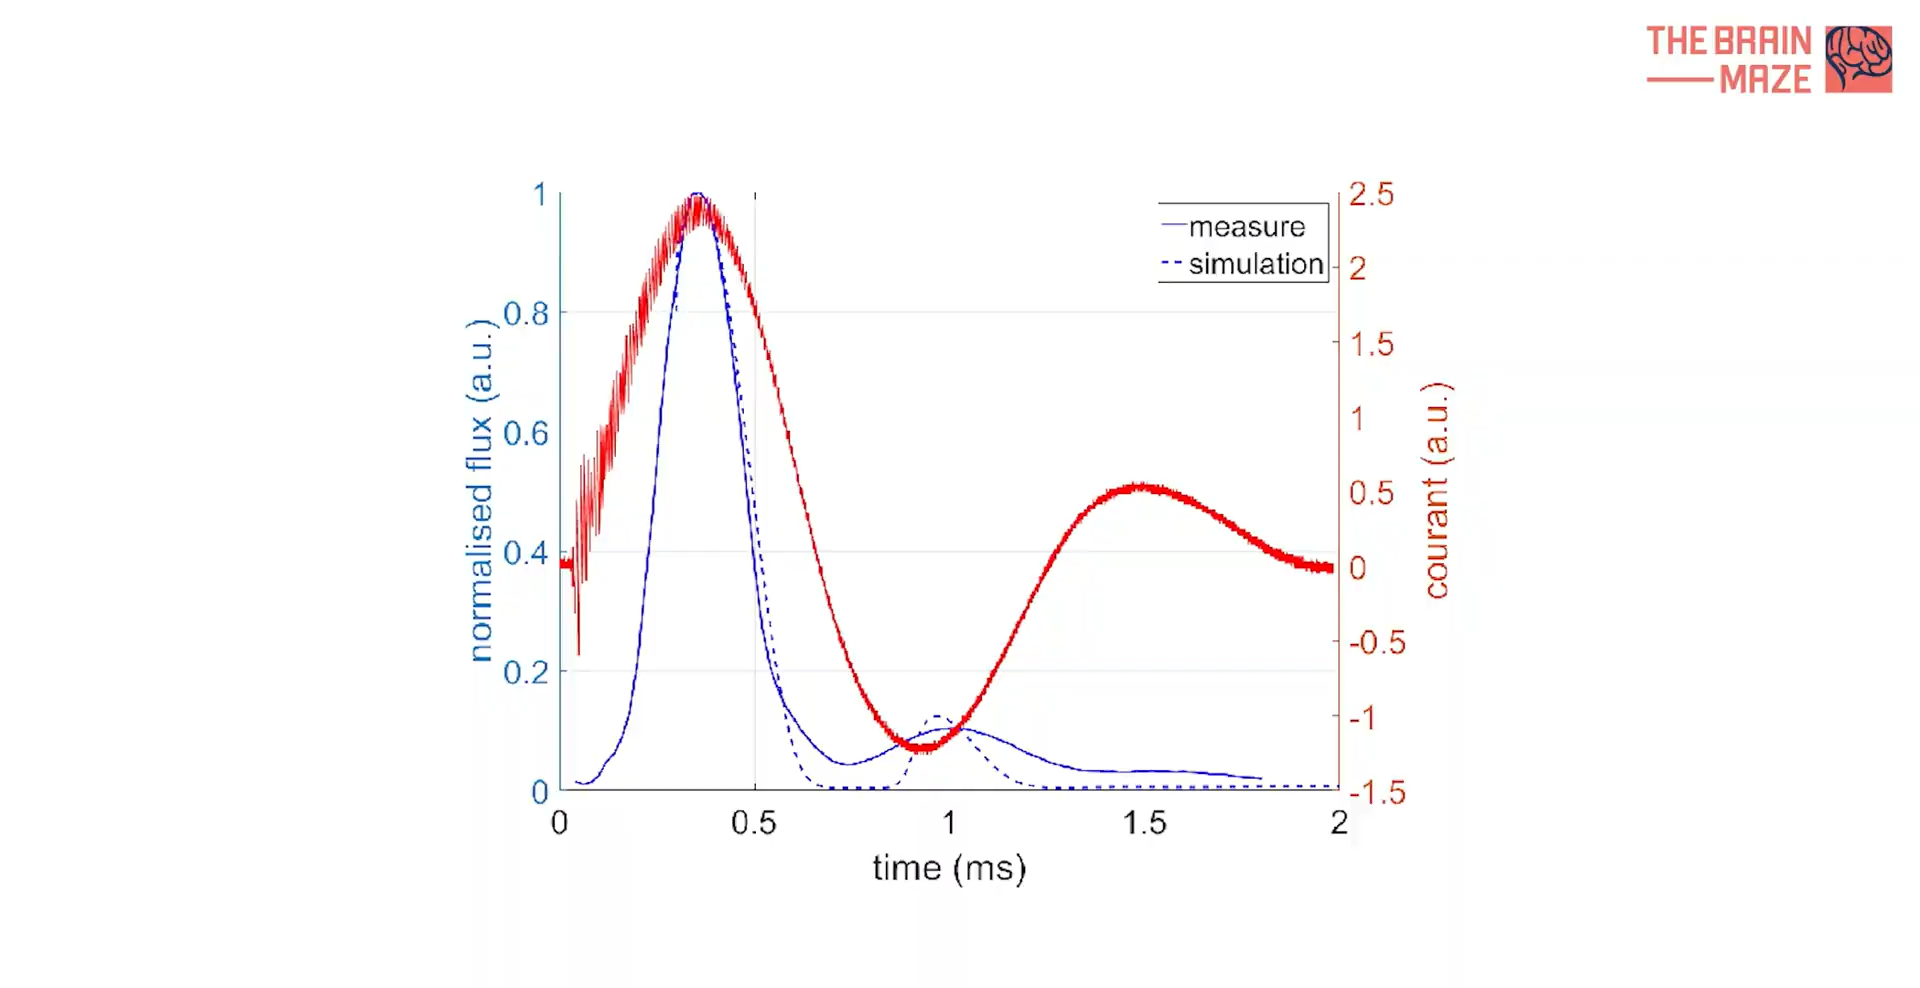 THE BRAIN
MAZE
1
0.8
0.6
0.4
0.2
0
normalised flux (a.u.)
measure
simulation
2.5
2
1.5
1
0.5
0
-0.5
-1
-1.5
courant (a.u.)
0 0.5 1 1.5 2
time (ms)